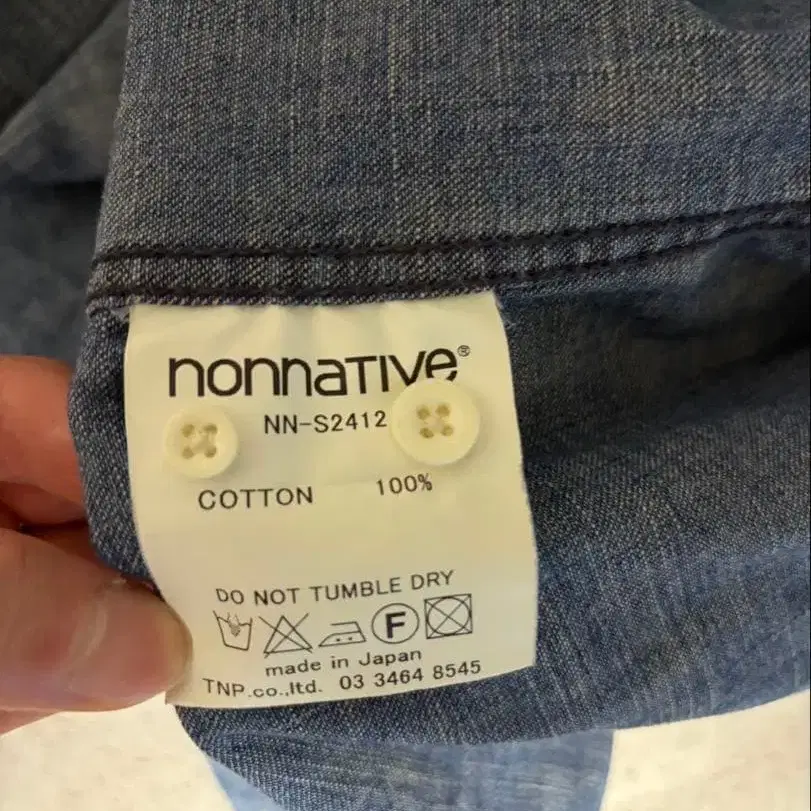 nonnaTIVe®
NN-S2412
COTTON 100%
DO NOT TUMBLE DRY
F
made in Japan
TNP.co.,ltd. 03 3464 8545